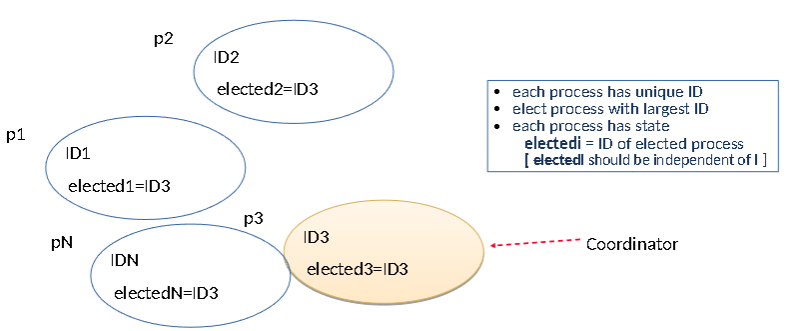 p2
ID2
elected2=ID3
• each process has unique ID
• elect process with largest ID
• each process has state
electedi = ID of elected process
[ electedI should be independent of I ]
p1
ID1
elected1=ID3
p3
ID3
elected3=ID3
Coordinator
pN
IDN
electedN=ID3